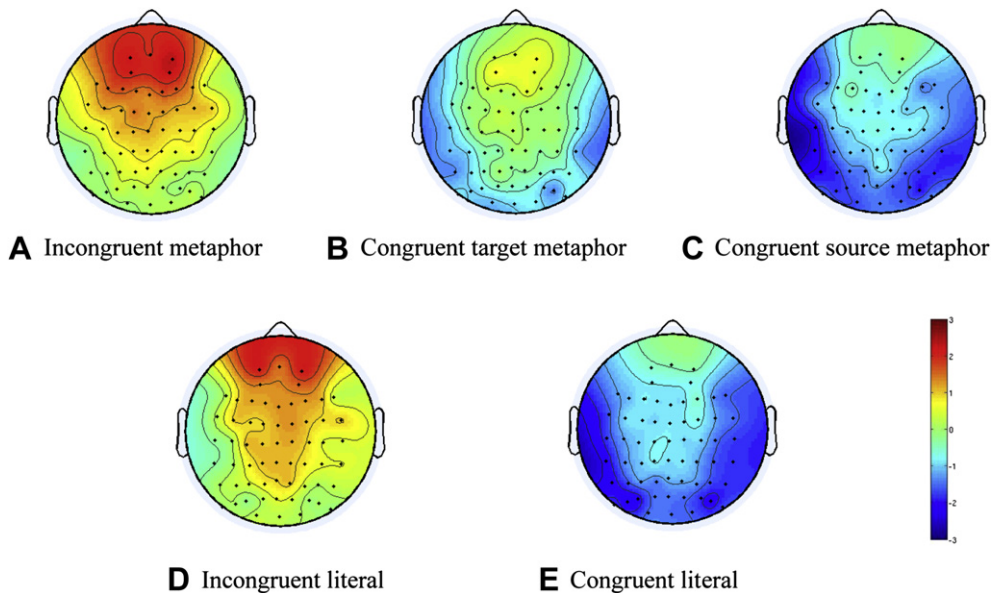 A Incongruent metaphor
B Congruent target metaphor
C Congruent source metaphor
D Incongruent literal
E Congruent literal
3
2
1
0
-1
-2
-3